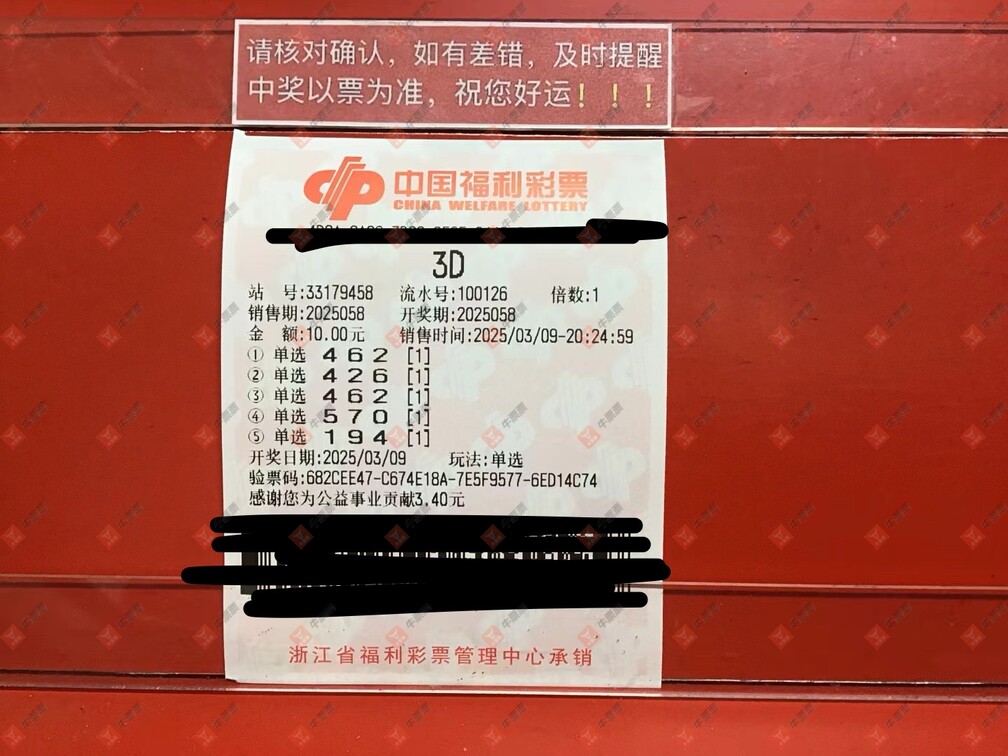 请核对确认，如有差错，及时提醒
中奖以票为准，祝您好运！！！
中国福利彩票
CHINA WELFARE LOTTERY
3D
站 号:33179458 流水号:100126 倍数:1
销售期:2025058 开奖期:2025058
金 额:10.00元 销售时间:2025/03/09-20:24:59
① 单选 4 6 2 [1]
② 单选 4 2 6 [1]
③ 单选 4 6 2 [1]
④ 单选 5 7 0 [1]
⑤ 单选 1 9 4 [1]
开奖日期:2025/03/09 玩法:单选
验票码:682CEE47-C674E18A-7E5F9577-6ED14C74
感谢您为公益事业贡献3.40元
浙江省福利彩票管理中心承销